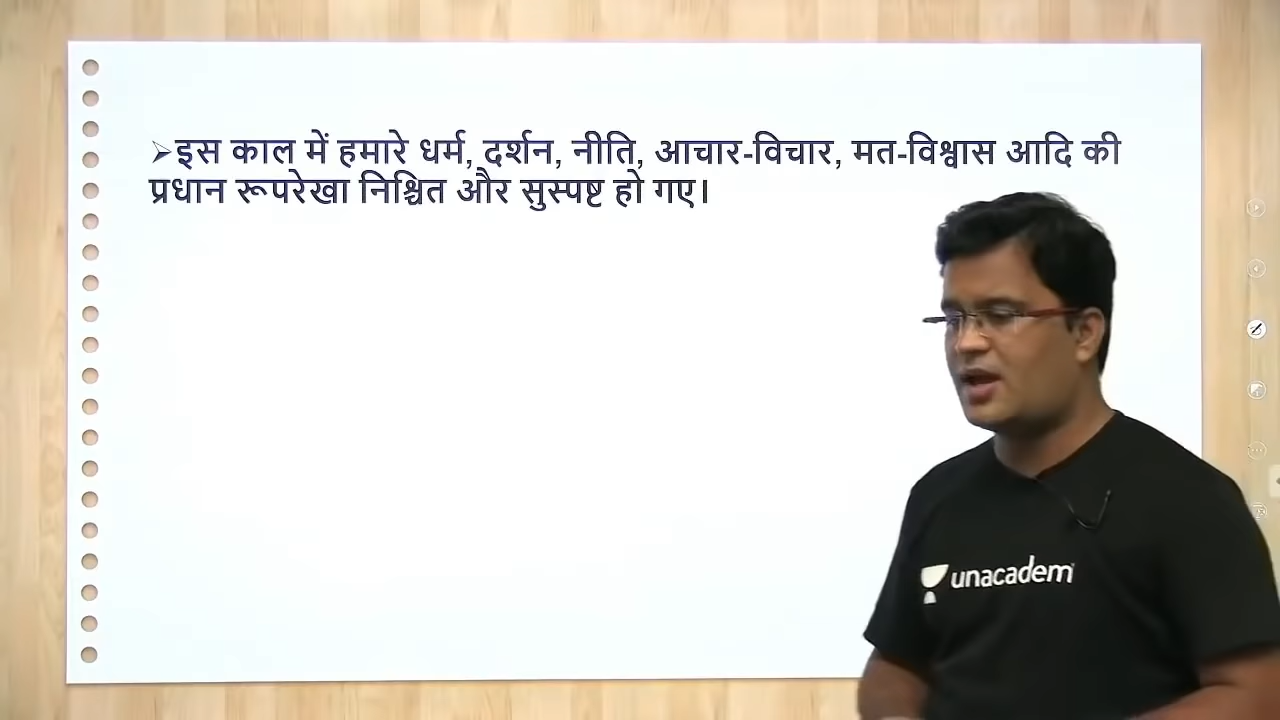 ➢इस काल में हमारे धर्म, दर्शन, नीति, आचार-विचार, मत-विश्वास आदि की
प्रधान रूपरेखा निश्चित और सुस्पष्ट हो गए।
unacadem